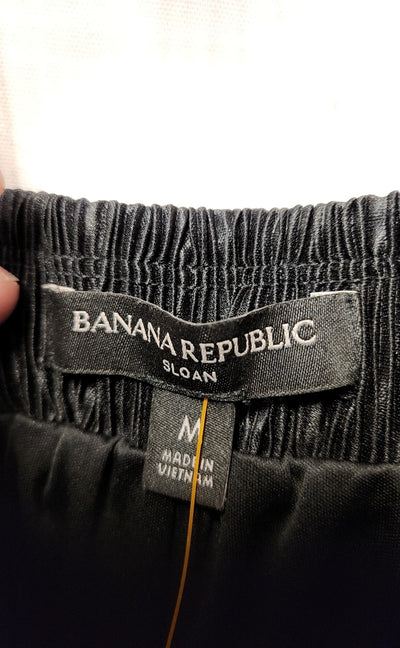 BANANA REPUBLIC
SLOAN
M
MADE IN
VIETNAM